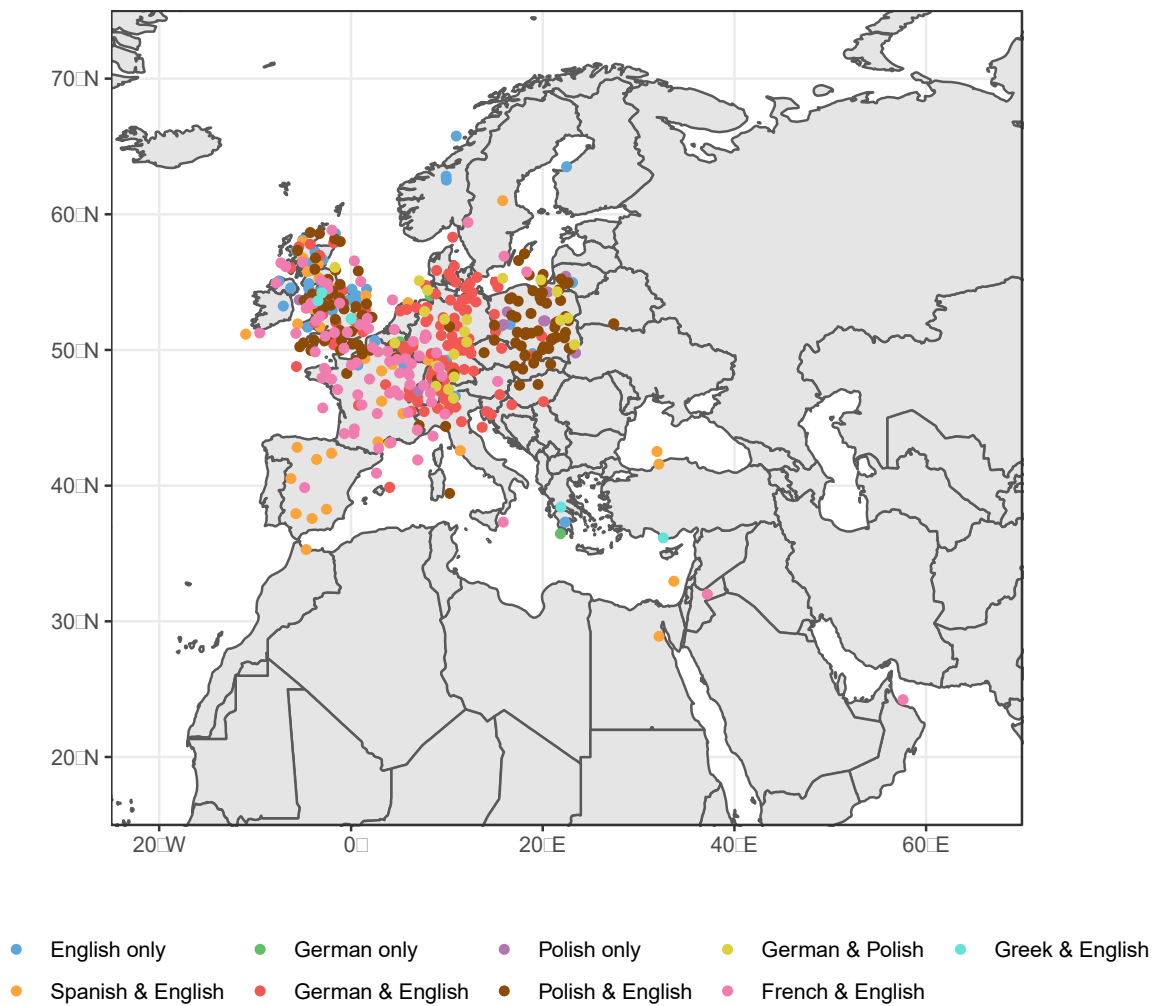 70□N
60□N
50□N
40□N
30□N
20□N
20□W 0□ 20□E 40□E 60□E
English only German only Polish only German & Polish Greek & English
Spanish & English German & English Polish & English French & English